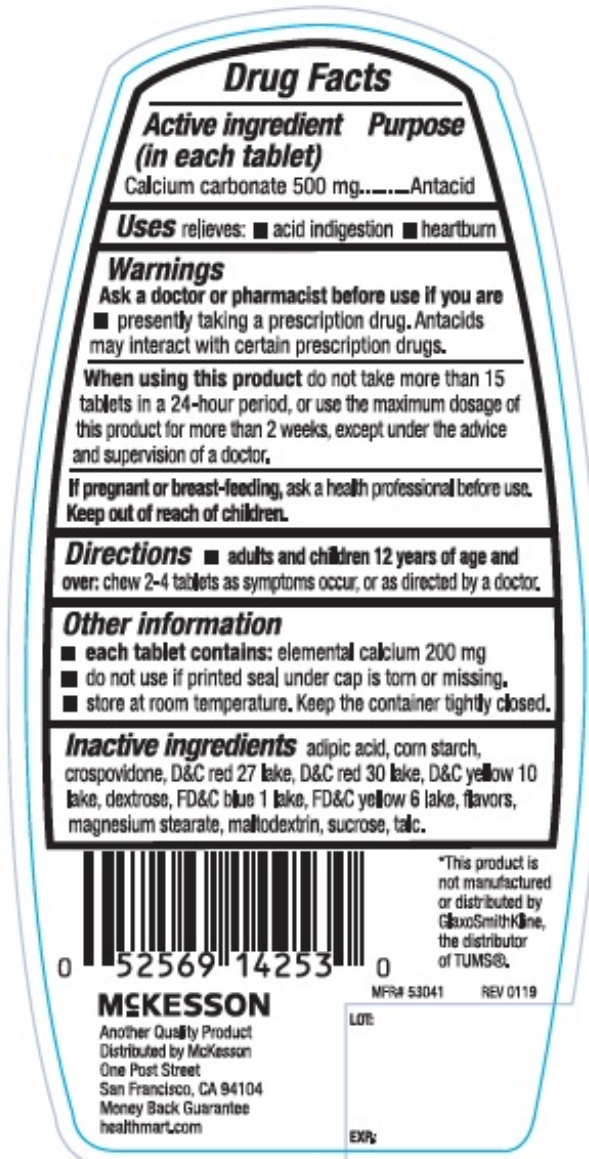 Drug Facts
Active ingredient Purpose
(in each tablet)
Calcium carbonate 500 mg..........Antacid
Uses relieves: ■ acid indigestion ■ heartburn
Warnings
Ask a doctor or pharmacist before use if you are
■ presently taking a prescription drug. Antacids
may interact with certain prescription drugs.
When using this product do not take more than 15
tablets in a 24-hour period, or use the maximum dosage of
this product for more than 2 weeks, except under the advice
and supervision of a doctor.
If pregnant or breast-feeding, ask a health professional before use.
Keep out of reach of children.
Directions ■ adults and children 12 years of age and
over: chew 2-4 tablets as symptoms occur, or as directed by a doctor.
Other information
■ each tablet contains: elemental calcium 200 mg
■ do not use if printed seal under cap is torn or missing.
■ store at room temperature. Keep the container tightly closed.
Inactive ingredients adipic acid, corn starch,
crospovidone, D&C red 27 lake, D&C red 30 lake, D&C yellow 10
lake, dextrose, FD&C blue 1 lake, FD&C yellow 6 lake, flavors,
magnesium stearate, maltodextrin, sucrose, talc.
*This product is
not manufactured
or distributed by
GlaxoSmithKline,
the distributor
of TUMS®.
0 52569 14253 0
MFR# 53041 REV 0119
MCKESSON
Another Quality Product
Distributed by McKesson
One Post Street
San Francisco, CA 94104
Money Back Guarantee
healthmart.com
LOT:
EXP.: